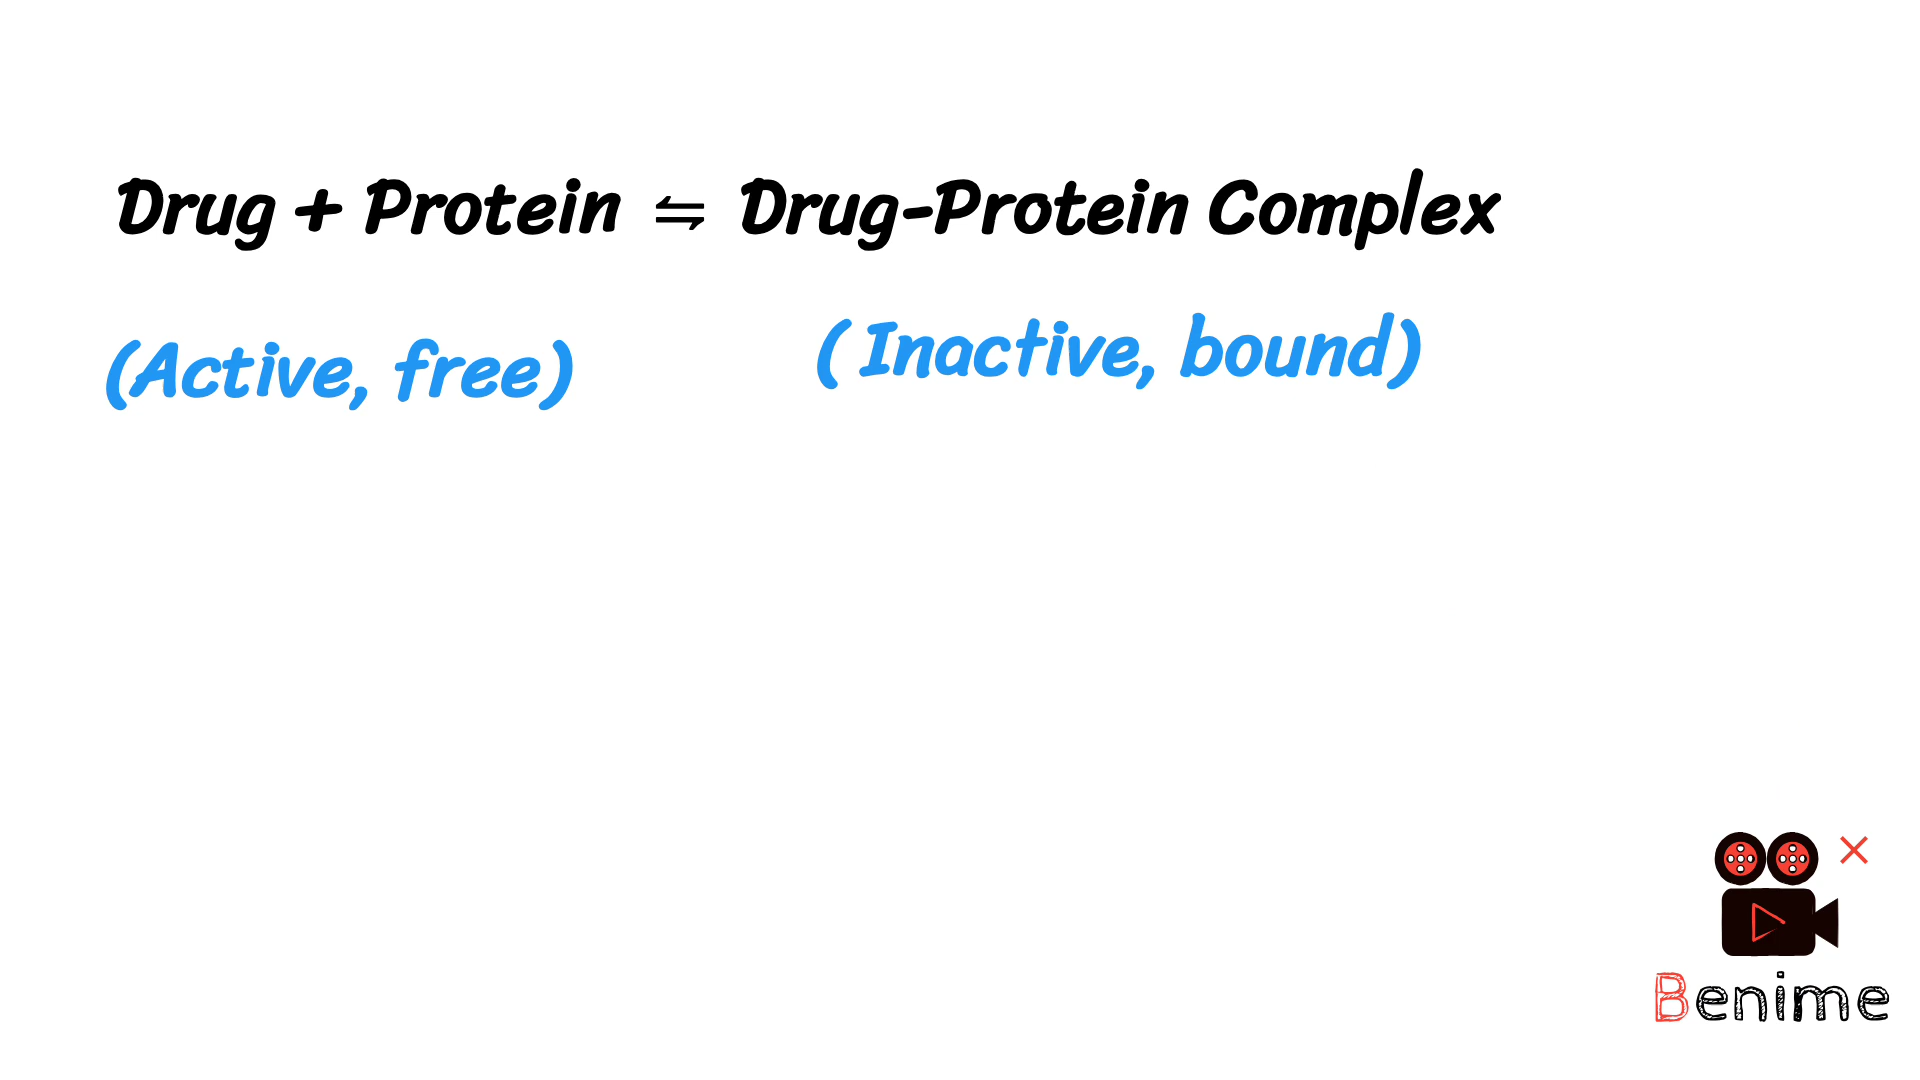 Drug + Protein ⇋ Drug-Protein Complex
(Active, free)
( Inactive, bound)
Benime